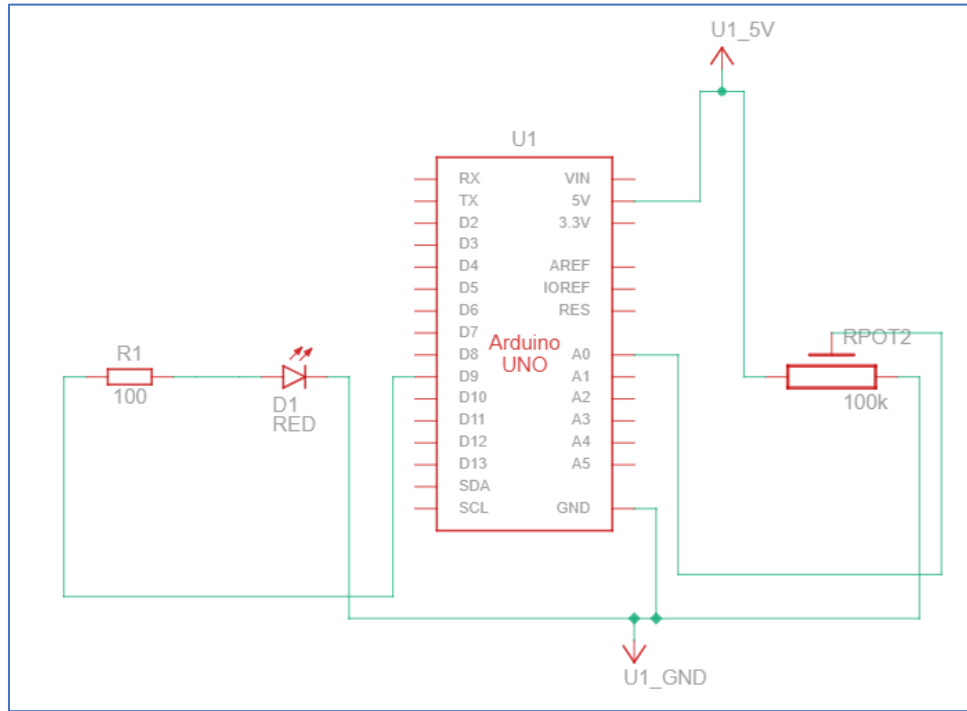 U1_5V
U1
RX
TX
D2
D3
D4
D5
D6
D7
D8
D9
D10
D11
D12
D13
SDA
SCL
VIN
5V
3.3V
AREF
IOREF
RES
A0
A1
A2
A3
A4
A5
GND
Arduino
UNO
R1
100
D1
RED
RPOT2
100k
U1_GND